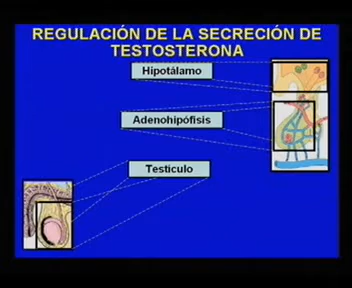 REGULACIÓN DE LA SECRECIÓN DE
TESTOSTERONA
Hipotálamo
Adenohipófisis
Testículo